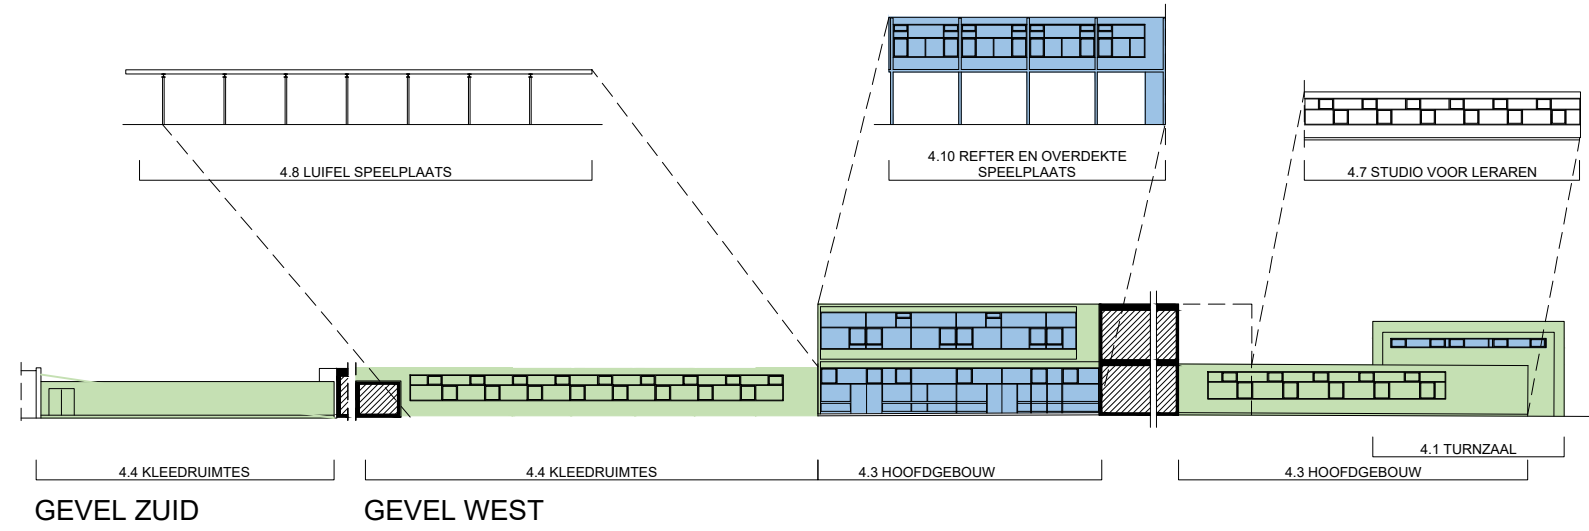 4.8 LUIFEL SPEELPLAATS
4.10 REFTER EN OVERDEKTE
SPEELPLAATS
4.7 STUDIO VOOR LERAREN
4.1 TURNZAAL
4.4 KLEEDRUIMTES
4.4 KLEEDRUIMTES
4.3 HOOFDGEBOUW
4.3 HOOFDGEBOUW
GEVEL ZUID
GEVEL WEST